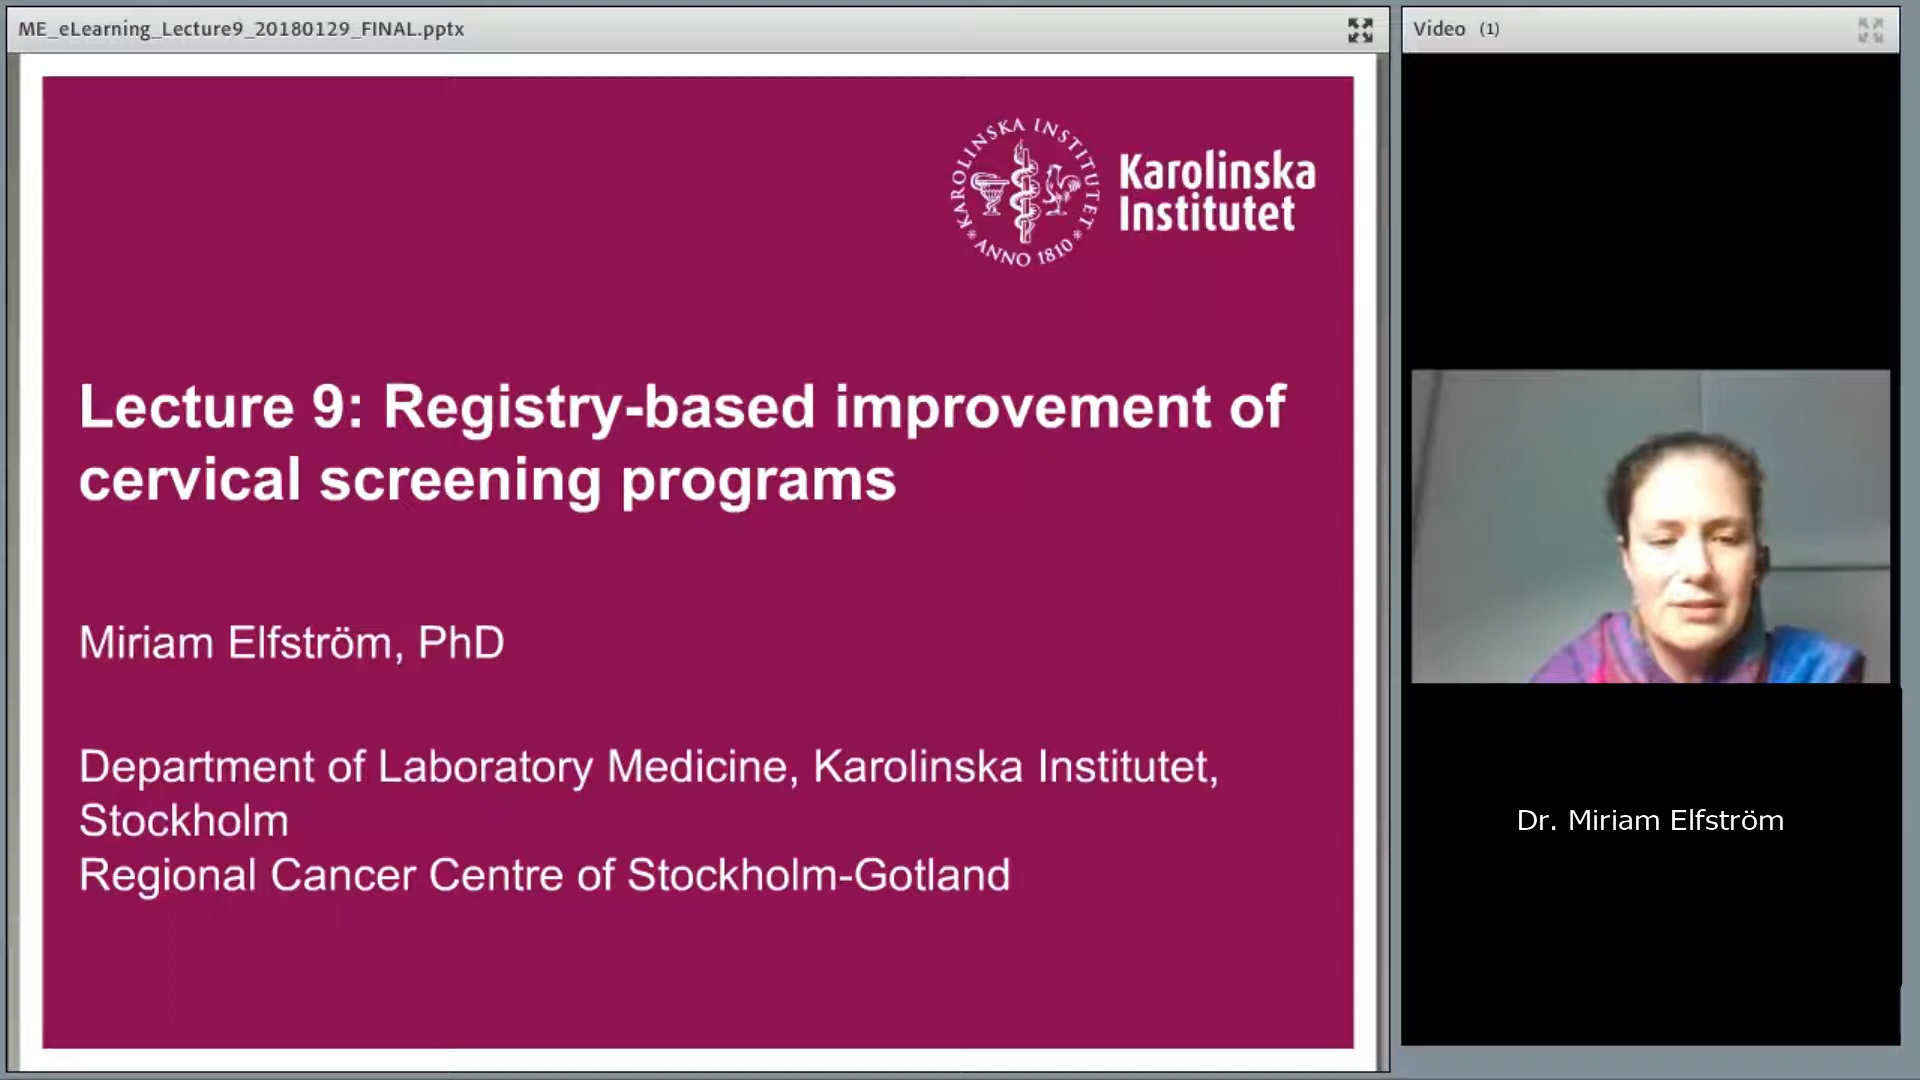 ME_eLearning_Lecture9_20180129_FINAL.pptx
Video (1)
KAROLINSKA INSTITUTET
* ANNO 1810 *
Karolinska
Institutet
Lecture 9: Registry-based improvement of
cervical screening programs
Miriam Elfström, PhD
Department of Laboratory Medicine, Karolinska Institutet,
Stockholm
Regional Cancer Centre of Stockholm-Gotland
Dr. Miriam Elfström